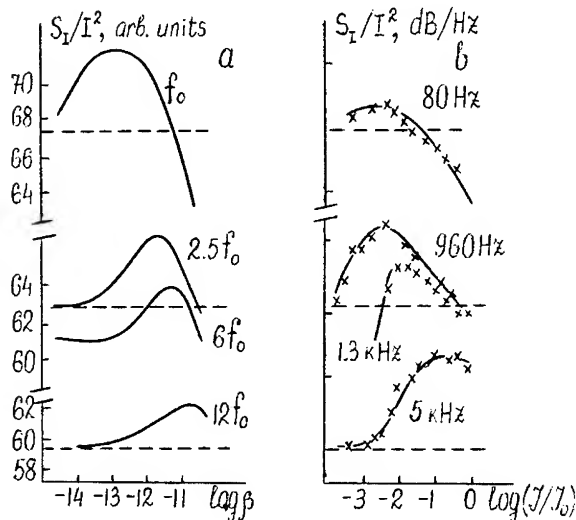 S_I/I², arb. units
a
70
68
66
64
f₀
64
62
60
2.5f₀
6f₀
62
60
58
12f₀
-14 -13 -12 -11 logβ
S_I/I², dB/Hz
b
80 Hz
960 Hz
1.3 кHz
5 кHz
-3 -2 -1 0 log(J/J₀)